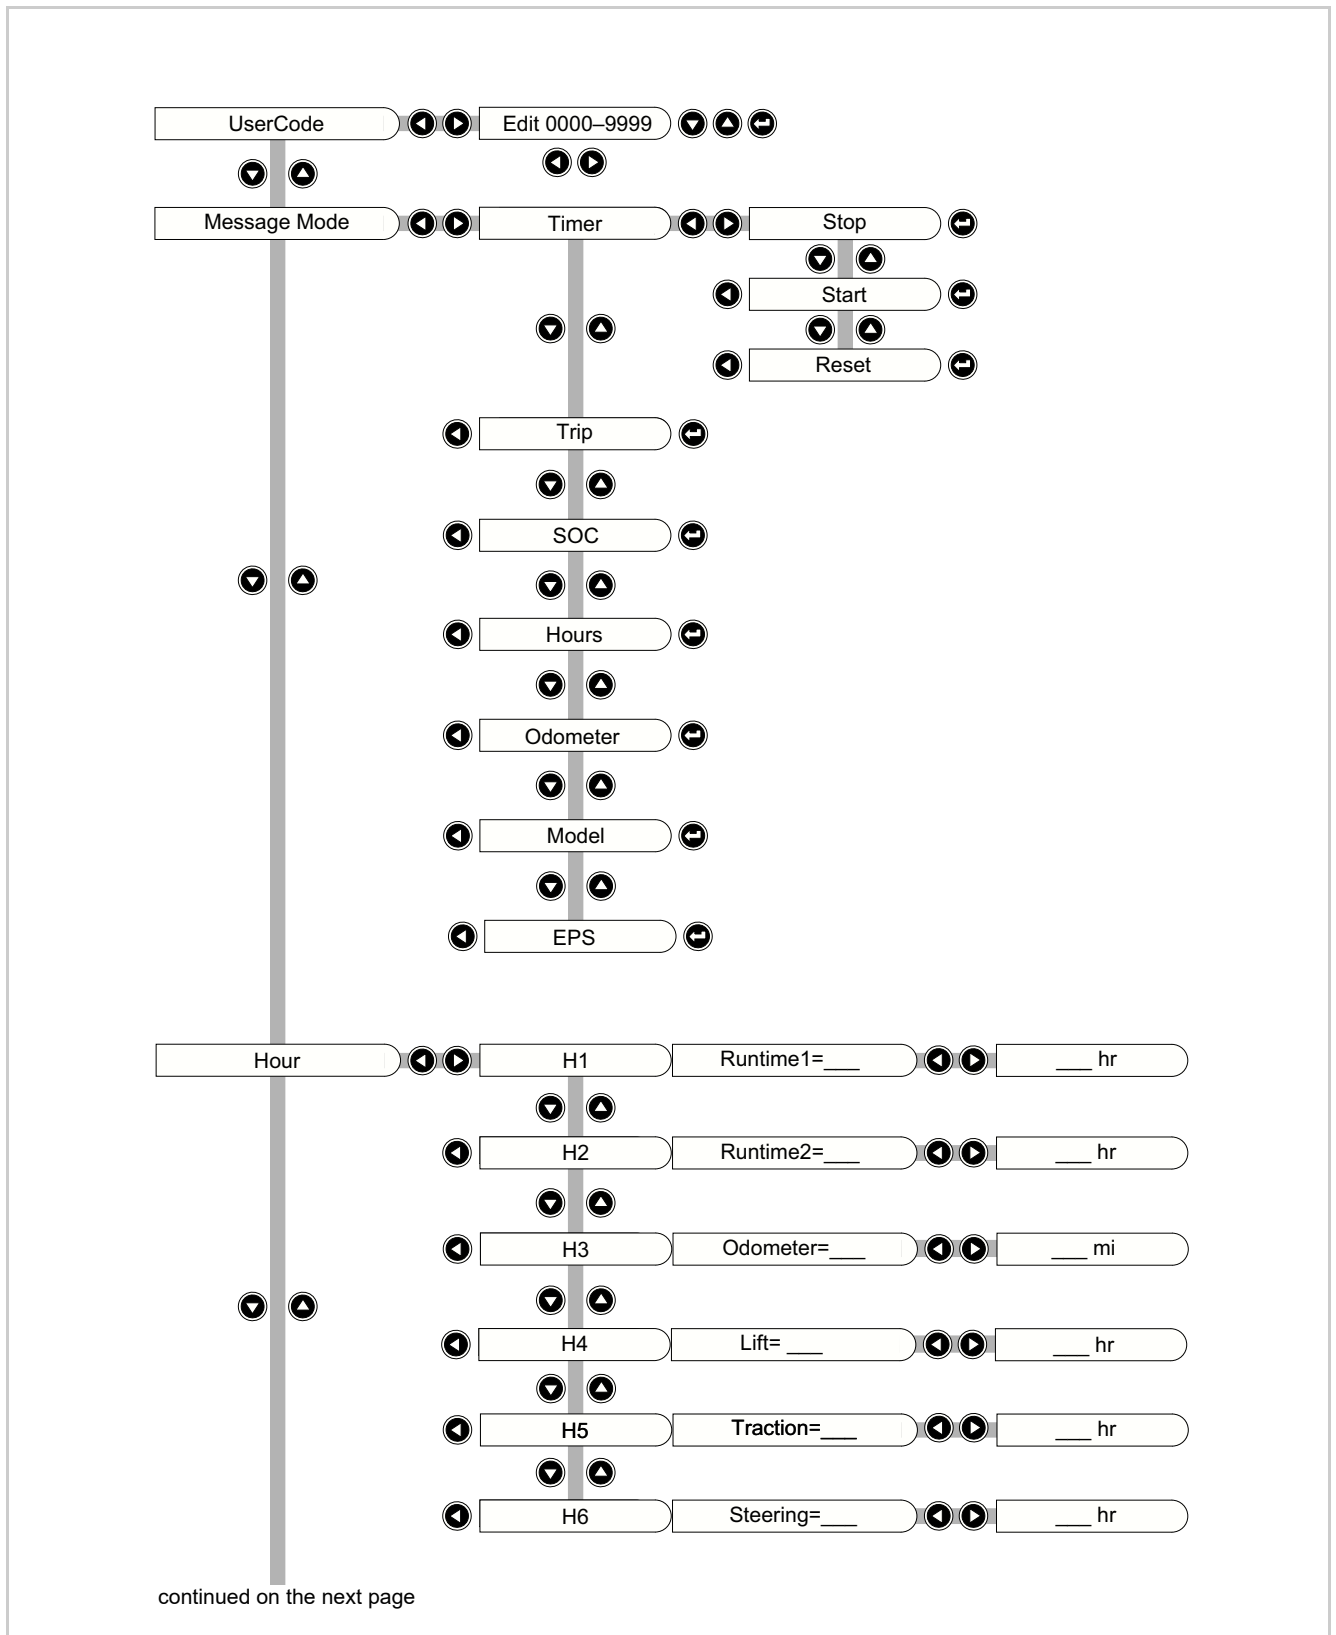 UserCode
Edit 0000–9999
Message Mode
Timer
Stop
Start
Reset
Trip
SOC
Hours
Odometer
Model
EPS
Hour
H1
Runtime1=___
___ hr
H2
Runtime2=___
___ hr
H3
Odometer=___
___ mi
H4
Lift= ___
___ hr
H5
Traction=___
___ hr
H6
Steering=___
___ hr
continued on the next page